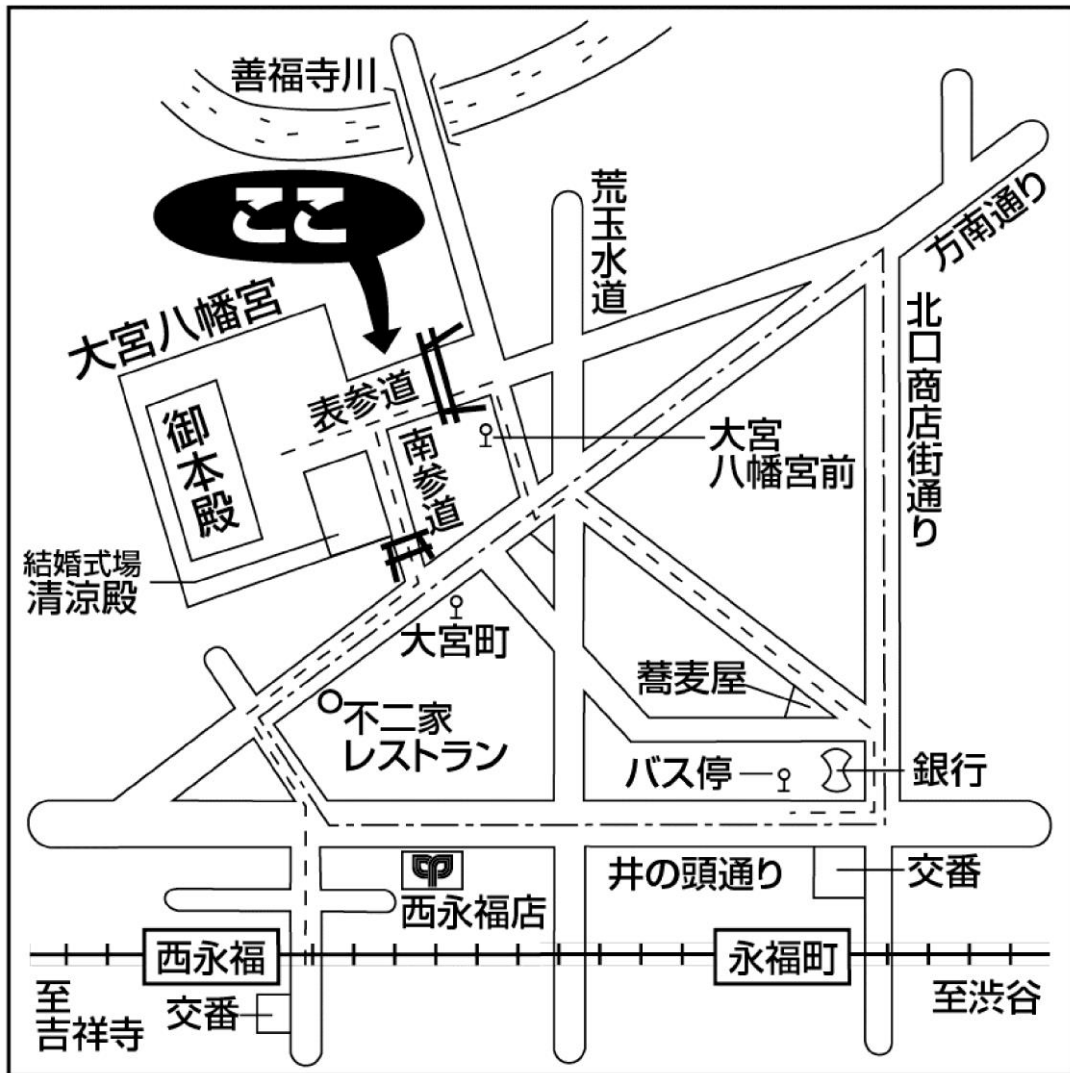 善福寺川
ここ
荒玉水道
方南通り
大宮八幡宮
北口商店街通り
表参道
御本殿
南参道
大宮
八幡宮前
結婚式場
清涼殿
大宮町
蕎麦屋
不二家
レストラン
バス停
銀行
井の頭通り
交番
西永福店
西永福
永福町
至
吉祥寺
交番
至渋谷